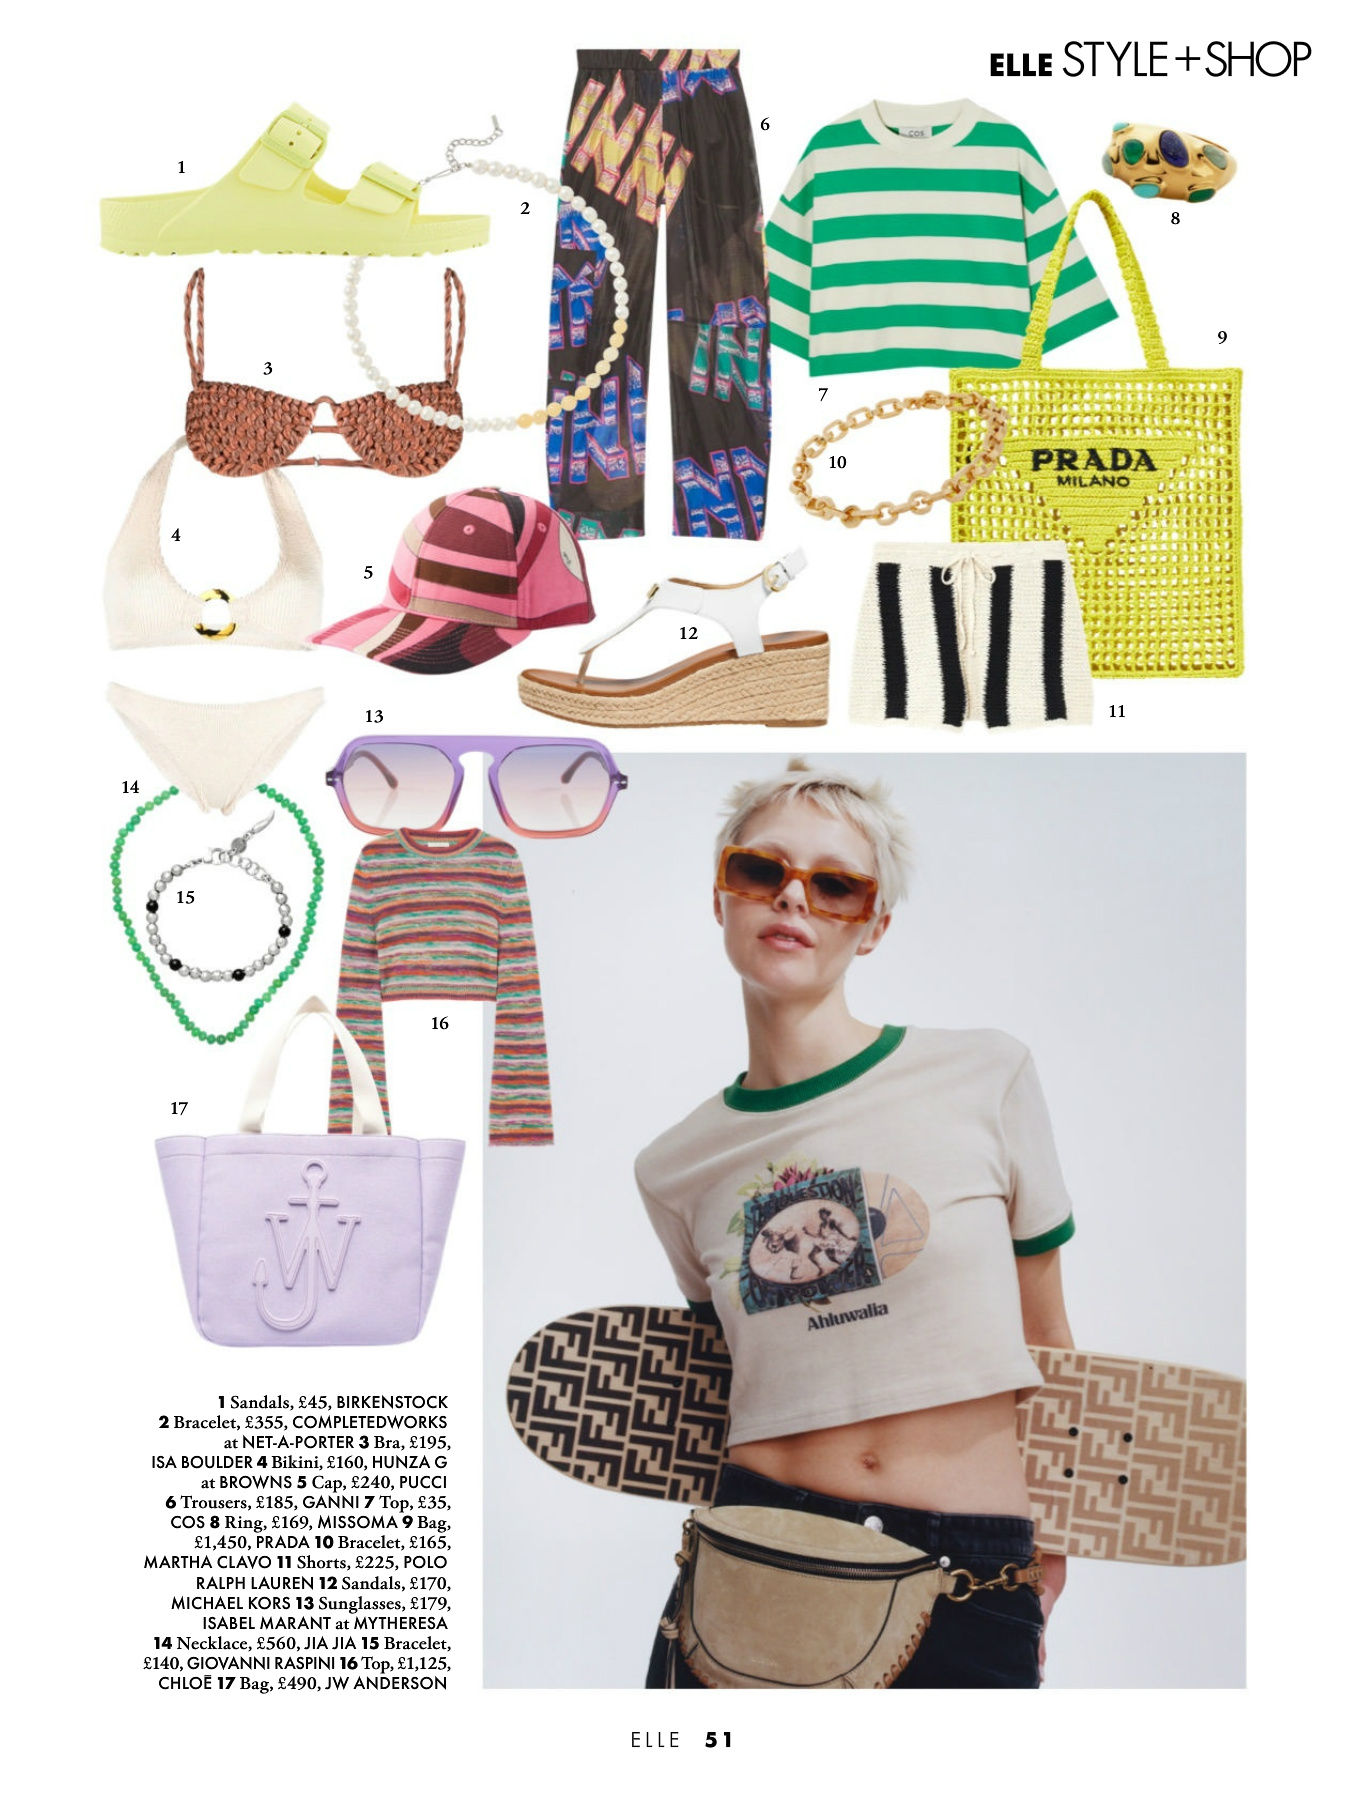 ELLE STYLE+SHOP
1
2
6
COS
8
3
9
7
10
PRADA
MILANO
4
5
12
11
13
14
15
16
17
JW
Ahluwalia
1 Sandals, £45, BIRKENSTOCK
2 Bracelet, £355, COMPLETEDWORKS
at NET-A-PORTER 3 Bra, £195,
ISA BOULDER 4 Bikini, £160, HUNZA G
at BROWNS 5 Cap, £240, PUCCI
6 Trousers, £185, GANNI 7 Top, £35,
COS 8 Ring, £169, MISSOMA 9 Bag,
£1,450, PRADA 10 Bracelet, £165,
MARTHA CLAVO 11 Shorts, £225, POLO
RALPH LAUREN 12 Sandals, £170,
MICHAEL KORS 13 Sunglasses, £179,
ISABEL MARANT at MYTHERESA
14 Necklace, £560, JIA JIA 15 Bracelet,
£140, GIOVANNI RASPINI 16 Top, £1,125,
CHLOĒ 17 Bag, £490, JW ANDERSON
ELLE 51